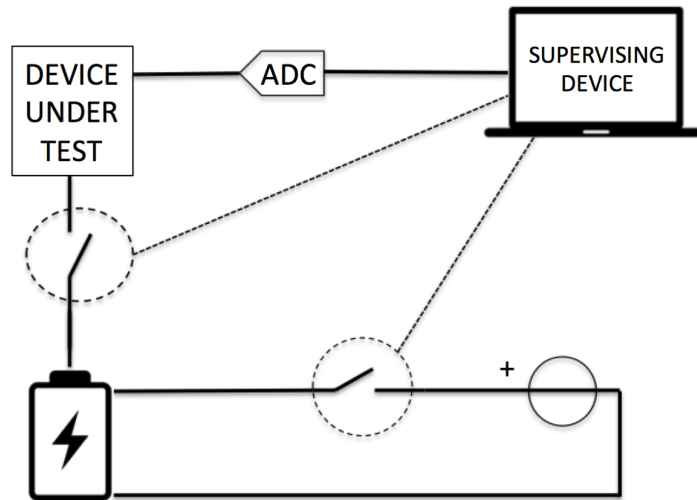 DEVICE
UNDER
TEST
ADC
SUPERVISING
DEVICE
+